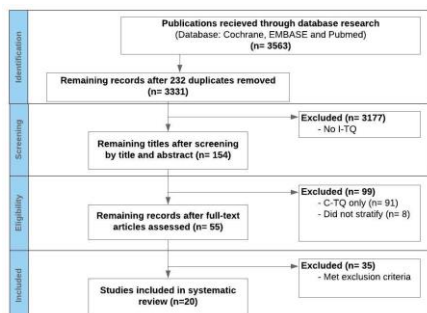 Identification
Publications recieved through database research
(Database: Cochrane, EMBASE and Pubmed)
(n= 3563)
Remaining records after 232 duplicates removed
(n= 3331)
Screening
Excluded (n= 3177)
- No I-TQ
Remaining titles after screening
by title and abstract (n= 154)
Eligibility
Excluded (n= 99)
- C-TQ only (n= 91)
- Did not stratify (n= 8)
Remaining records after full-text
articles assessed (n= 55)
Included
Excluded (n= 35)
- Met exclusion criteria
Studies included in systematic
review (n=20)